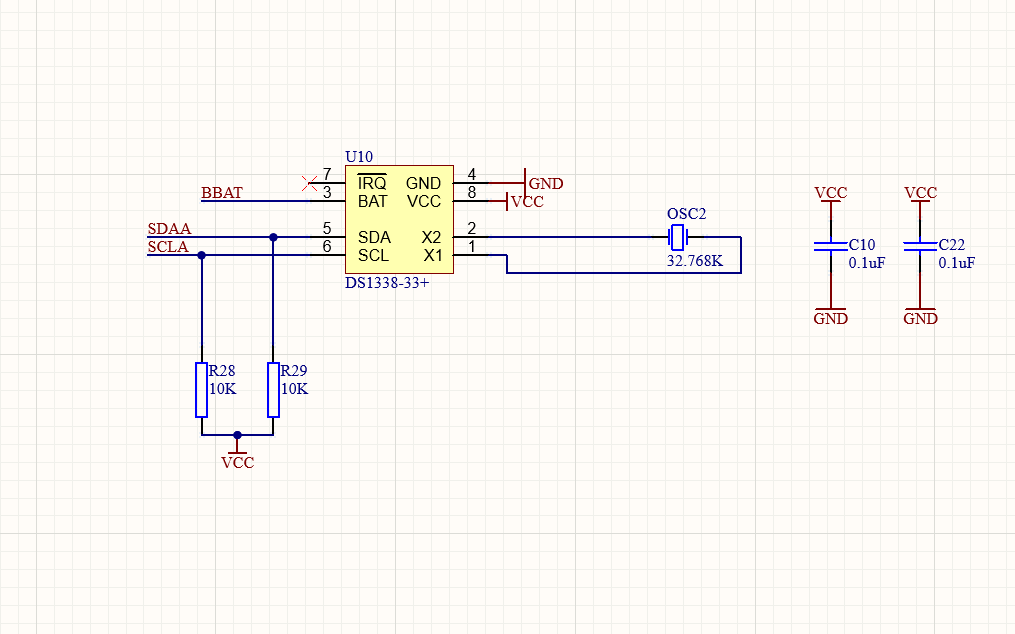 U10
7
IRQ
GND
4
GND
BBAT
3
BAT
VCC
8
VCC
SDAA
5
SDA
X2
2
SCLA
6
SCL
X1
1
DS1338-33+
OSC2
32.768K
VCC
C10
0.1uF
GND
VCC
C22
0.1uF
GND
R28
10K
R29
10K
VCC